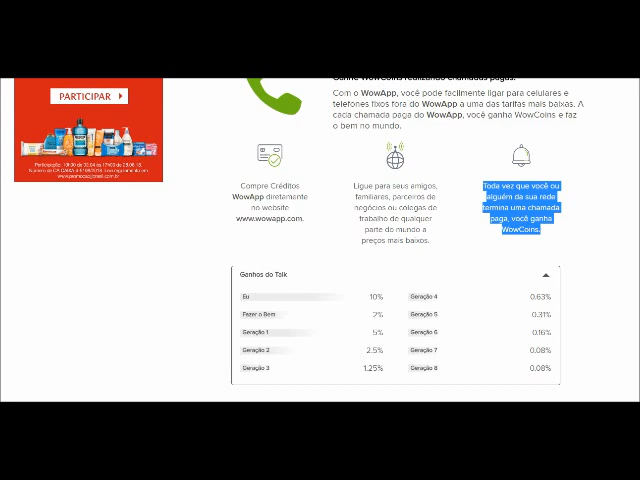 Ganhe WowCoins realizando chamadas pagas.
PARTICIPAR
Com o WowApp, você pode facilmente ligar para celulares e
telefones fixos fora do WowApp a uma das tarifas mais baixas. A
cada chamada paga do WowApp, você ganha WowCoins e faz
o bem no mundo.
Compre Créditos
WowApp diretamente
no website
www.wowapp.com.
Ligue para seus amigos,
familiares, parceiros de
negócios ou colegas de
trabalho de qualquer
parte do mundo a
preços mais baixos.
Toda vez que você ou
alguém da sua rede
termina uma chamada
paga, você ganha
WowCoins.
Ganhos do Talk
Eu 10% Geração 4 0.63%
Fazer o Bem 2% Geração 5 0.31%
Geração 1 5% Geração 6 0.16%
Geração 2 2.5% Geração 7 0.08%
Geração 3 1.25% Geração 8 0.08%